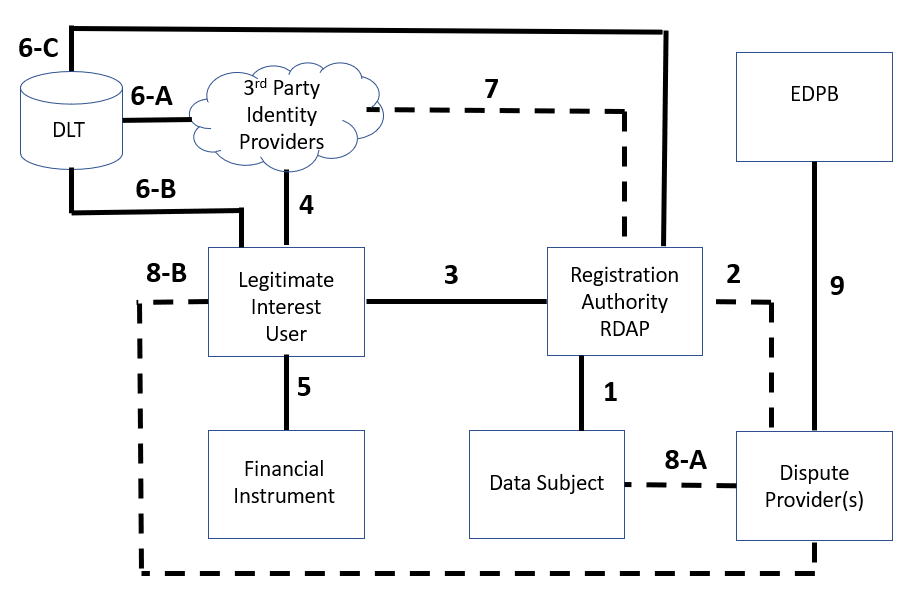 6-C
6-A
3rd Party
Identity
Providers
7
EDPB
DLT
6-B
4
8-B
3
2
9
Legitimate
Interest
User
Registration
Authority
RDAP
5
1
8-A
Financial
Instrument
Data Subject
Dispute
Provider(s)